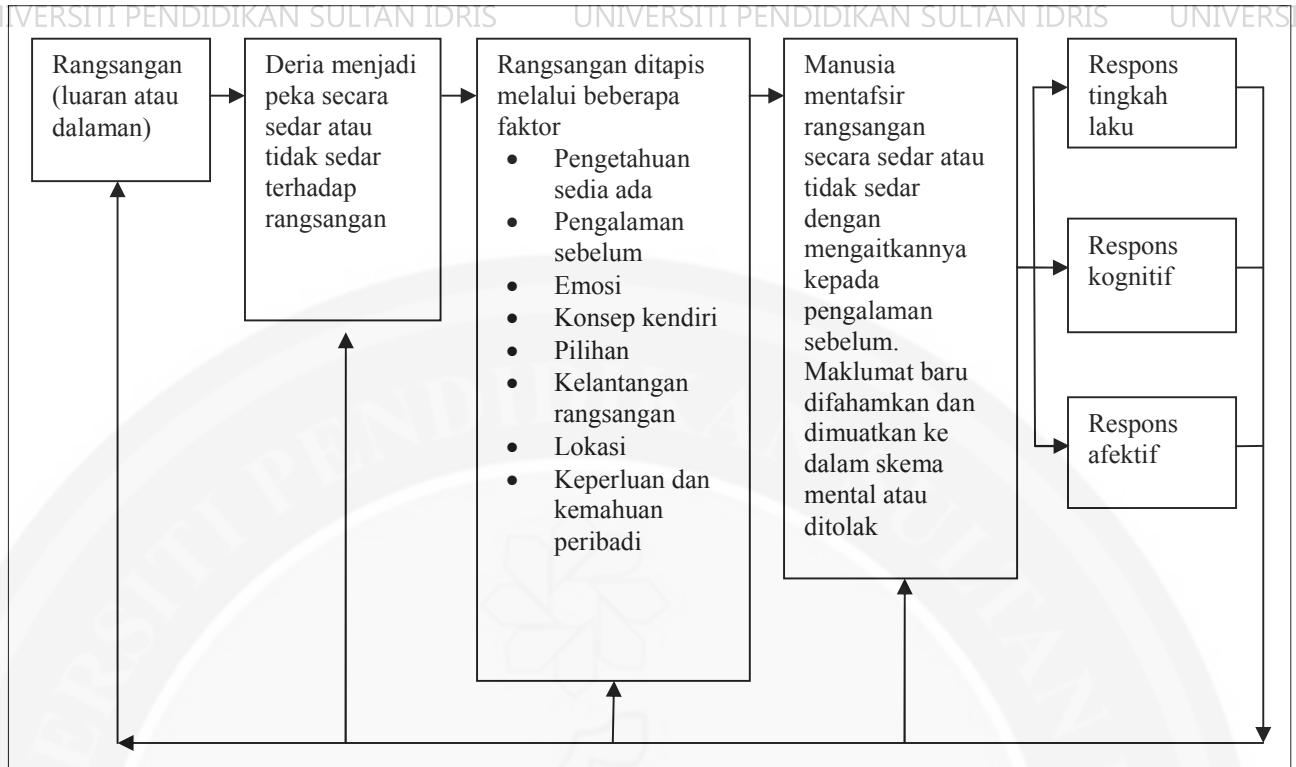 IVERSITI PENDIDIKAN SULTAN IDRIS
UNIVERSITI PENDIDIKAN SULTAN IDRIS
UNIVERSI
Rangsangan
(luaran atau
dalaman)
Deria menjadi
peka secara
sedar atau
tidak sedar
terhadap
rangsangan
Rangsangan ditapis
melalui beberapa
faktor
• Pengetahuan
sedia ada
• Pengalaman
sebelum
• Emosi
• Konsep kendiri
• Pilihan
• Kelantangan
rangsangan
• Lokasi
• Keperluan dan
kemahuan
peribadi
Manusia
mentafsir
rangsangan
secara sedar atau
tidak sedar
dengan
mengaitkannya
kepada
pengalaman
sebelum.
Maklumat baru
difahamkan dan
dimuatkan ke
dalam skema
mental atau
ditolak
Respons
tingkah
laku
Respons
kognitif
Respons
afektif